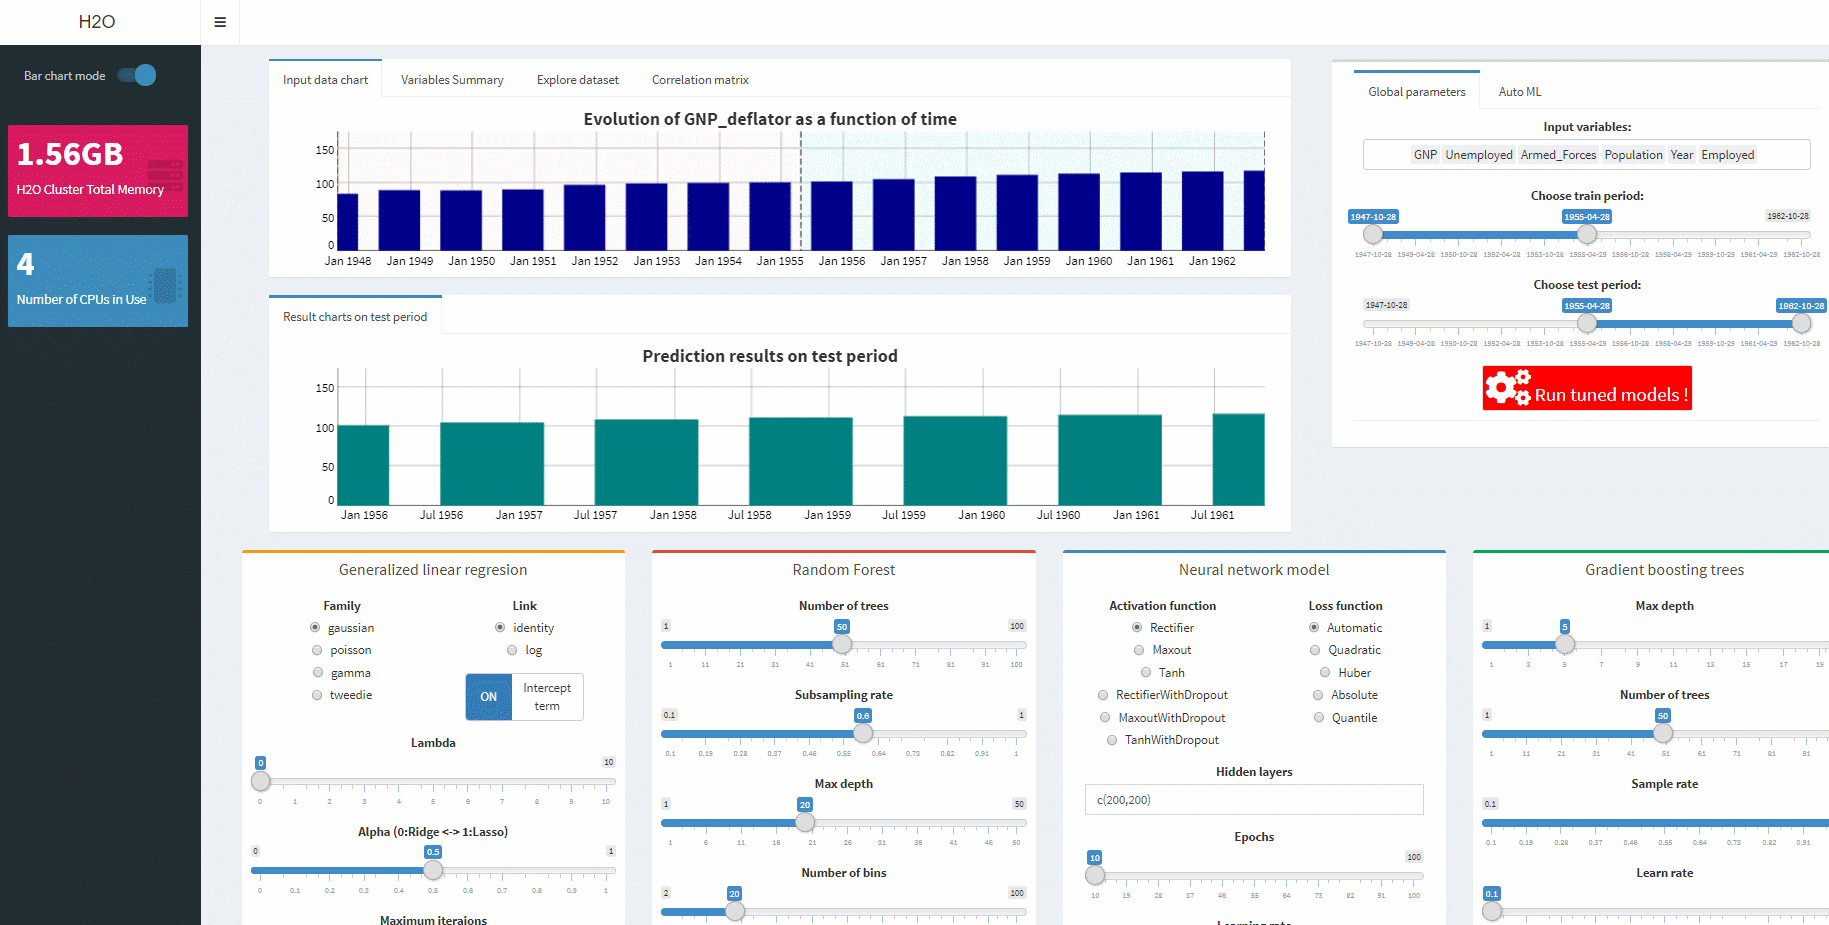 H2O
Bar chart mode
1.56GB
H2O Cluster Total Memory
4
Number of CPUs in Use
Input data chart Variables Summary Explore dataset Correlation matrix
Evolution of GNP_deflator as a function of time
150
100
50
0
Jan 1948 Jan 1949 Jan 1950 Jan 1951 Jan 1952 Jan 1953 Jan 1954 Jan 1955 Jan 1956 Jan 1957 Jan 1958 Jan 1959 Jan 1960 Jan 1961 Jan 1962
Result charts on test period
Prediction results on test period
150
100
50
0
Jan 1956 Jul 1956 Jan 1957 Jul 1957 Jan 1958 Jul 1958 Jan 1959 Jul 1959 Jan 1960 Jul 1960 Jan 1961 Jul 1961
Global parameters Auto ML
Input variables:
GNP Unemployed Armed_Forces Population Year Employed
Choose train period:
1947-10-28 1955-04-28 1962-10-28
1947-10-28 1949-04-28 1950-10-28 1952-04-28 1953-10-28 1955-04-29 1956-10-28 1958-04-29 1959-10-29 1961-04-29 1962-10-28
Choose test period:
1947-10-28 1955-04-28 1962-10-28
1947-10-28 1949-04-28 1950-10-28 1952-04-28 1953-10-28 1955-04-29 1956-10-28 1958-04-29 1959-10-29 1961-04-29 1962-10-28
Run tuned models !
Generalized linear regresion
Family Link
gaussian identity
poisson log
gamma
tweedie
ON Intercept
term
Lambda
0 10
0 1 2 3 4 5 6 7 8 9 10
Alpha (0:Ridge <-> 1:Lasso)
0 0.5 1
0 0.1 0.2 0.3 0.4 0.5 0.6 0.7 0.8 0.9 1
Maximum iteraions
Random Forest
Number of trees
1 50 100
1 11 21 31 41 51 61 71 81 91 100
Subsampling rate
0.1 0.6 1
0.1 0.19 0.28 0.37 0.46 0.55 0.64 0.73 0.82 0.91 1
Max depth
1 20 50
1 6 11 16 21 26 31 36 41 46 50
Number of bins
2 20 100
Neural network model
Activation function Loss function
Rectifier Automatic
Maxout Quadratic
Tanh Huber
RectifierWithDropout Absolute
MaxoutWithDropout Quantile
TanhWithDropout
Hidden layers
c(200,200)
Epochs
10 100
10 19 28 37 46 55 64 73 82 91 100
Learning rate
Gradient boosting trees
Max depth
1 5
1 3 5 7 9 11 13 15 17 19
Number of trees
1 50
1 11 21 31 41 51 61 71 81 91
Sample rate
0.1
0.1 0.19 0.28 0.37 0.46 0.55 0.64 0.73 0.82 0.91
Learn rate
0.1